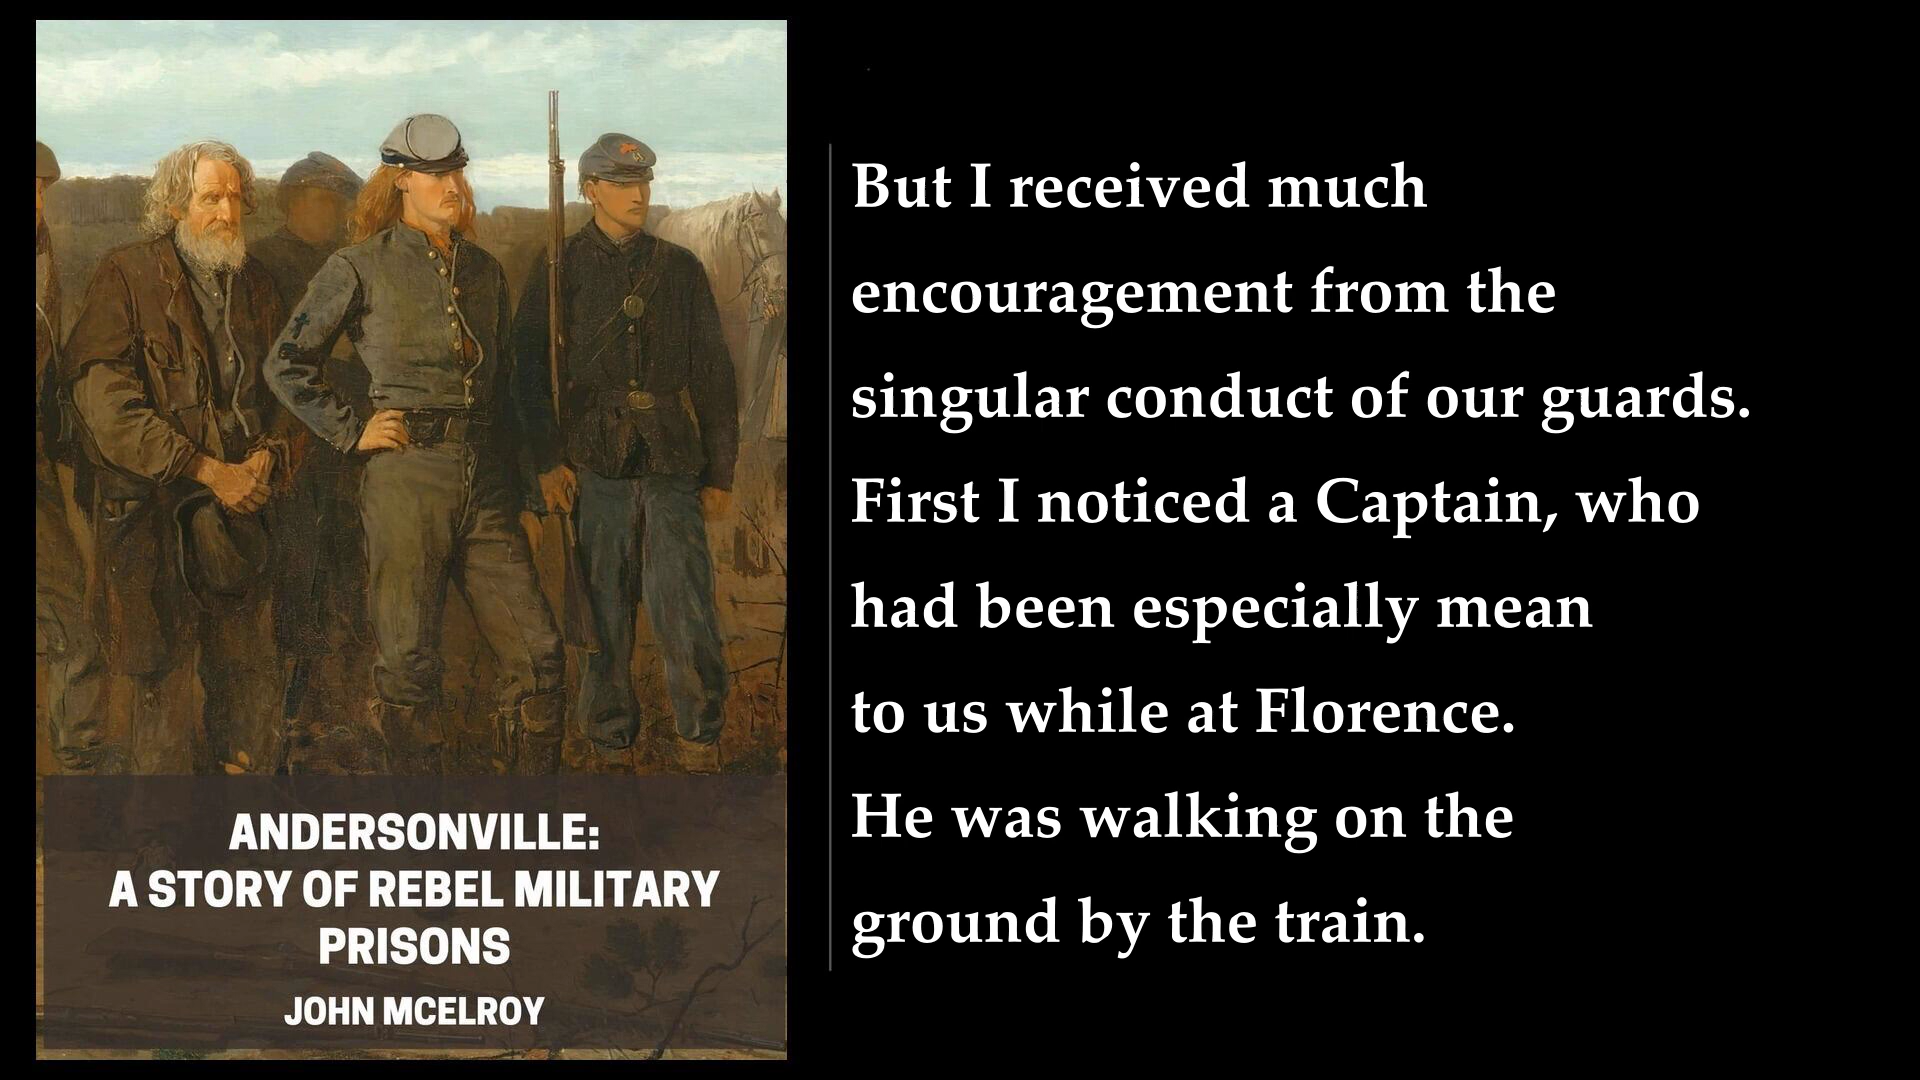 ANDERSONVILLE:
A STORY OF REBEL MILITARY
PRISONS
JOHN MCELROY
But I received much
encouragement from the
singular conduct of our guards.
First I noticed a Captain, who
had been especially mean
to us while at Florence.
He was walking on the
ground by the train.